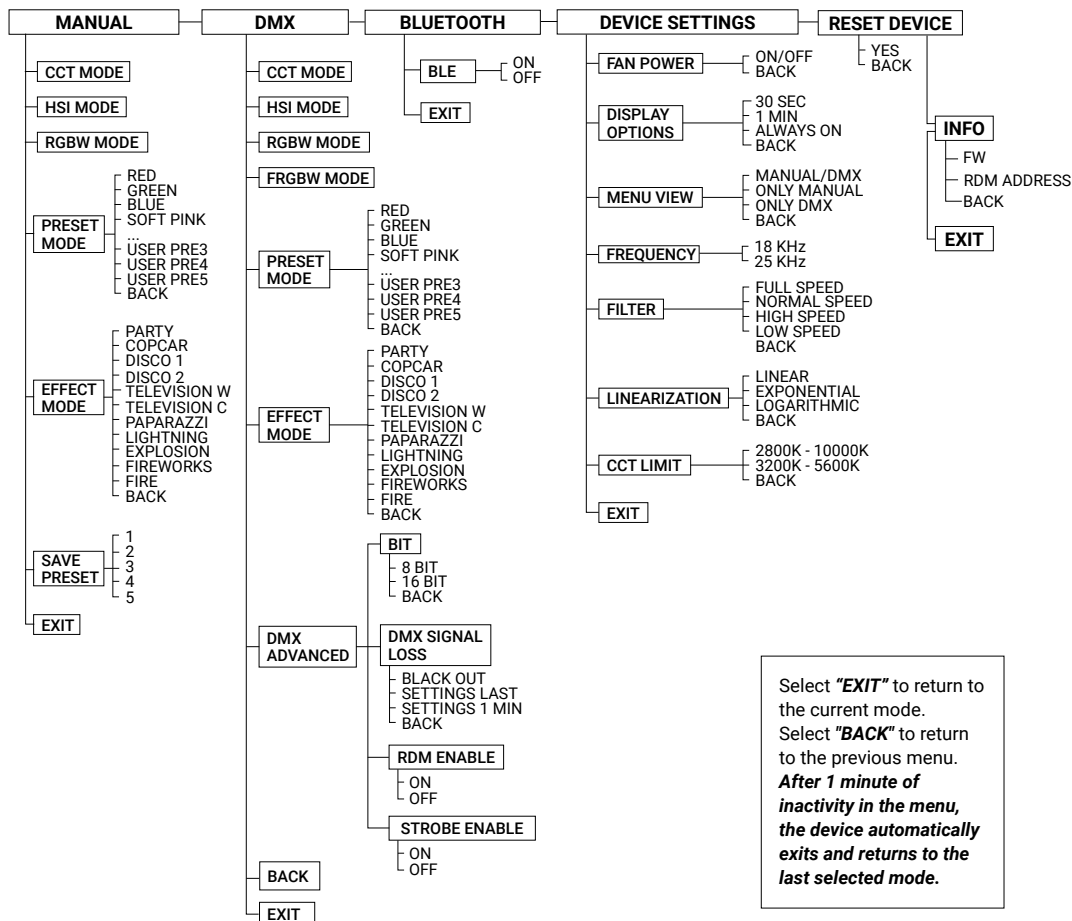 MANUAL
CCT MODE
HSI MODE
RGBW MODE
PRESET
MODE
RED
GREEN
BLUE
SOFT PINK
...
USER PRE3
USER PRE4
USER PRE5
BACK
EFFECT
MODE
PARTY
COPCAR
DISCO 1
DISCO 2
TELEVISION W
TELEVISION C
PAPARAZZI
LIGHTNING
EXPLOSION
FIREWORKS
FIRE
BACK
SAVE
PRESET
1
2
3
4
5
EXIT
DMX
CCT MODE
HSI MODE
RGBW MODE
FRGBW MODE
PRESET
MODE
RED
GREEN
BLUE
SOFT PINK
...
USER PRE3
USER PRE4
USER PRE5
BACK
EFFECT
MODE
PARTY
COPCAR
DISCO 1
DISCO 2
TELEVISION W
TELEVISION C
PAPARAZZI
LIGHTNING
EXPLOSION
FIREWORKS
FIRE
BACK
DMX
ADVANCED
BIT
8 BIT
16 BIT
BACK
DMX SIGNAL
LOSS
BLACK OUT
SETTINGS LAST
SETTINGS 1 MIN
BACK
RDM ENABLE
ON
OFF
STROBE ENABLE
ON
OFF
BACK
EXIT
BLUETOOTH
BLE
ON
OFF
EXIT
DEVICE SETTINGS
FAN POWER
ON/OFF
BACK
DISPLAY
OPTIONS
30 SEC
1 MIN
ALWAYS ON
BACK
MENU VIEW
MANUAL/DMX
ONLY MANUAL
ONLY DMX
BACK
FREQUENCY
18 KHz
25 KHz
FILTER
FULL SPEED
NORMAL SPEED
HIGH SPEED
LOW SPEED
BACK
LINEARIZATION
LINEAR
EXPONENTIAL
LOGARITHMIC
BACK
CCT LIMIT
2800K - 10000K
3200K - 5600K
BACK
EXIT
RESET DEVICE
YES
BACK
INFO
FW
RDM ADDRESS
BACK
EXIT
Select “EXIT” to return to
the current mode.
Select "BACK" to return
to the previous menu.
After 1 minute of
inactivity in the menu,
the device automatically
exits and returns to the
last selected mode.